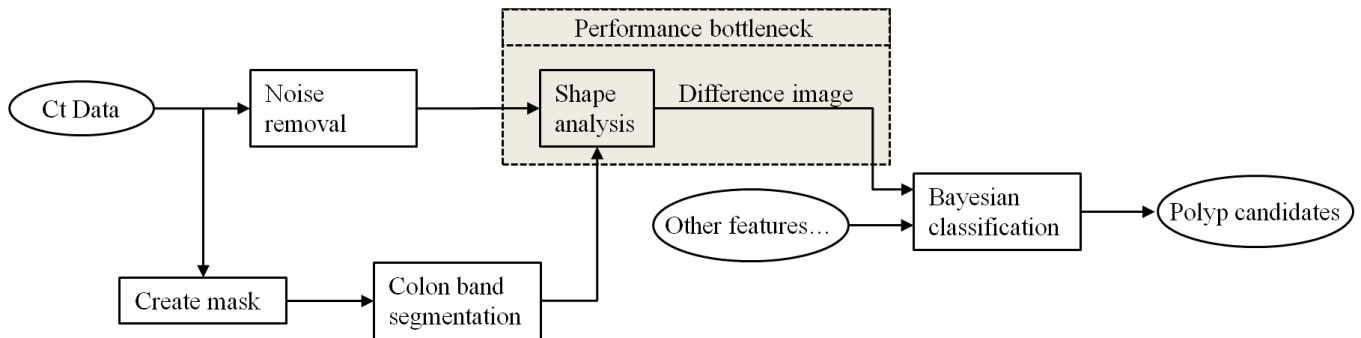 Performance bottleneck
Ct Data
Noise
removal
Shape
analysis
Difference image
Other features…
Bayesian
classification
Polyp candidates
Create mask
Colon band
segmentation